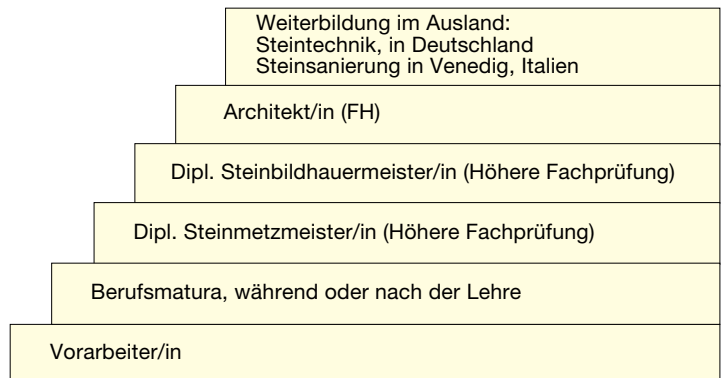 Weiterbildung im Ausland:
Steintechnik, in Deutschland
Steinsanierung in Venedig, Italien
Architekt/in (FH)
Dipl. Steinbildhauermeister/in (Höhere Fachprüfung)
Dipl. Steinmetzmeister/in (Höhere Fachprüfung)
Berufsmatura, während oder nach der Lehre
Vorarbeiter/in